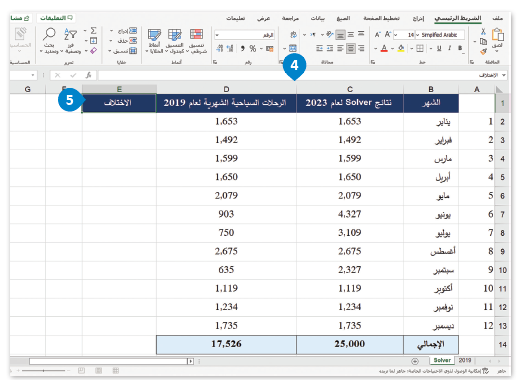 التعليقات
الشريط الرئيسي إدراج تخطيط الصفحة الصيغ بيانات مراجعة عرض تعليمات
Simplified Arabic 14
4
5
G F E D C B A
1 الشهر نتائج Solver لعام 2023 الرحلات السياحية الشهرية لعام 2019 الاختلاف
2 1 يناير 1,653 1,653
3 2 فبراير 1,492 1,492
4 3 مارس 1,599 1,599
5 4 أبريل 1,650 1,650
6 5 مايو 2,079 2,079
7 6 يونيو 4,327 903
8 7 يوليو 3,109 750
9 8 أغسطس 2,675 2,675
10 9 سبتمبر 2,327 635
11 10 أكتوبر 1,119 1,119
12 11 نوفمبر 1,234 1,234
13 12 ديسمبر 1,735 1,735
14 الإجمالي 25,000 17,526
2019 Solver